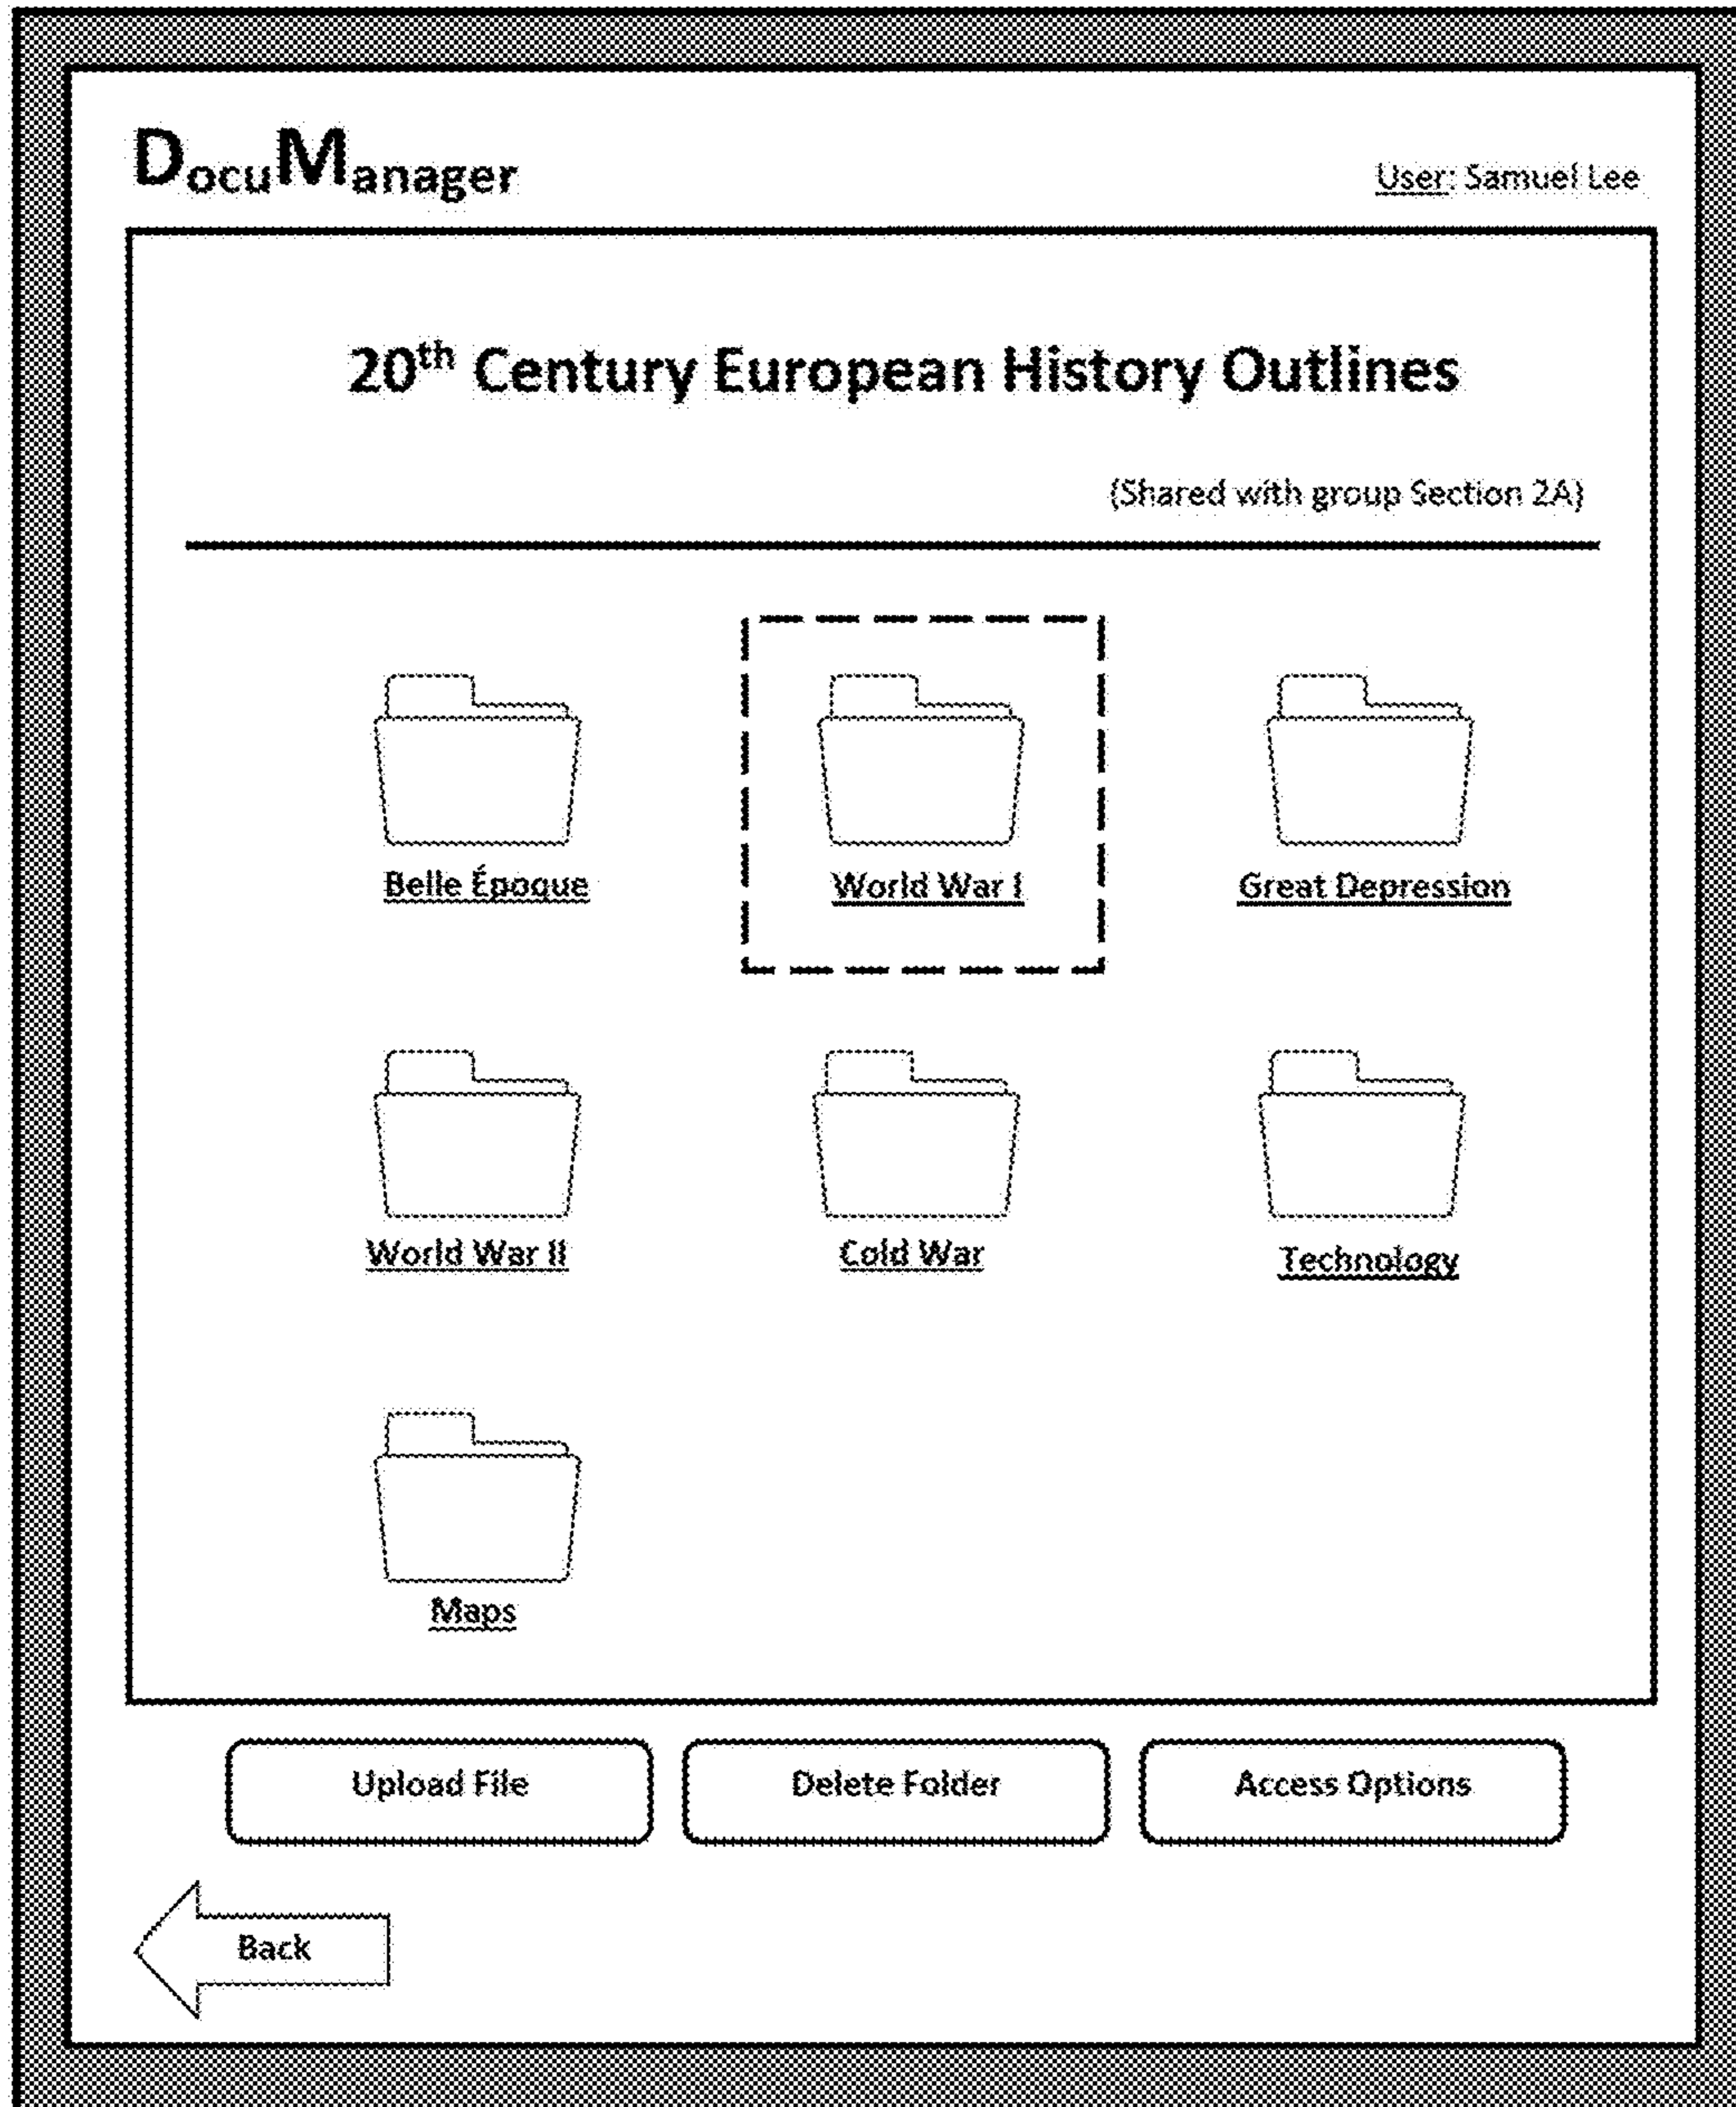 DocuManager
User: Samuel Lee
20th Century European History Outlines
(Shared with group Section 2A)
Belle Époque
World War I
Great Depression
World War II
Cold War
Technology
Maps
Upload File
Delete Folder
Access Options
Back